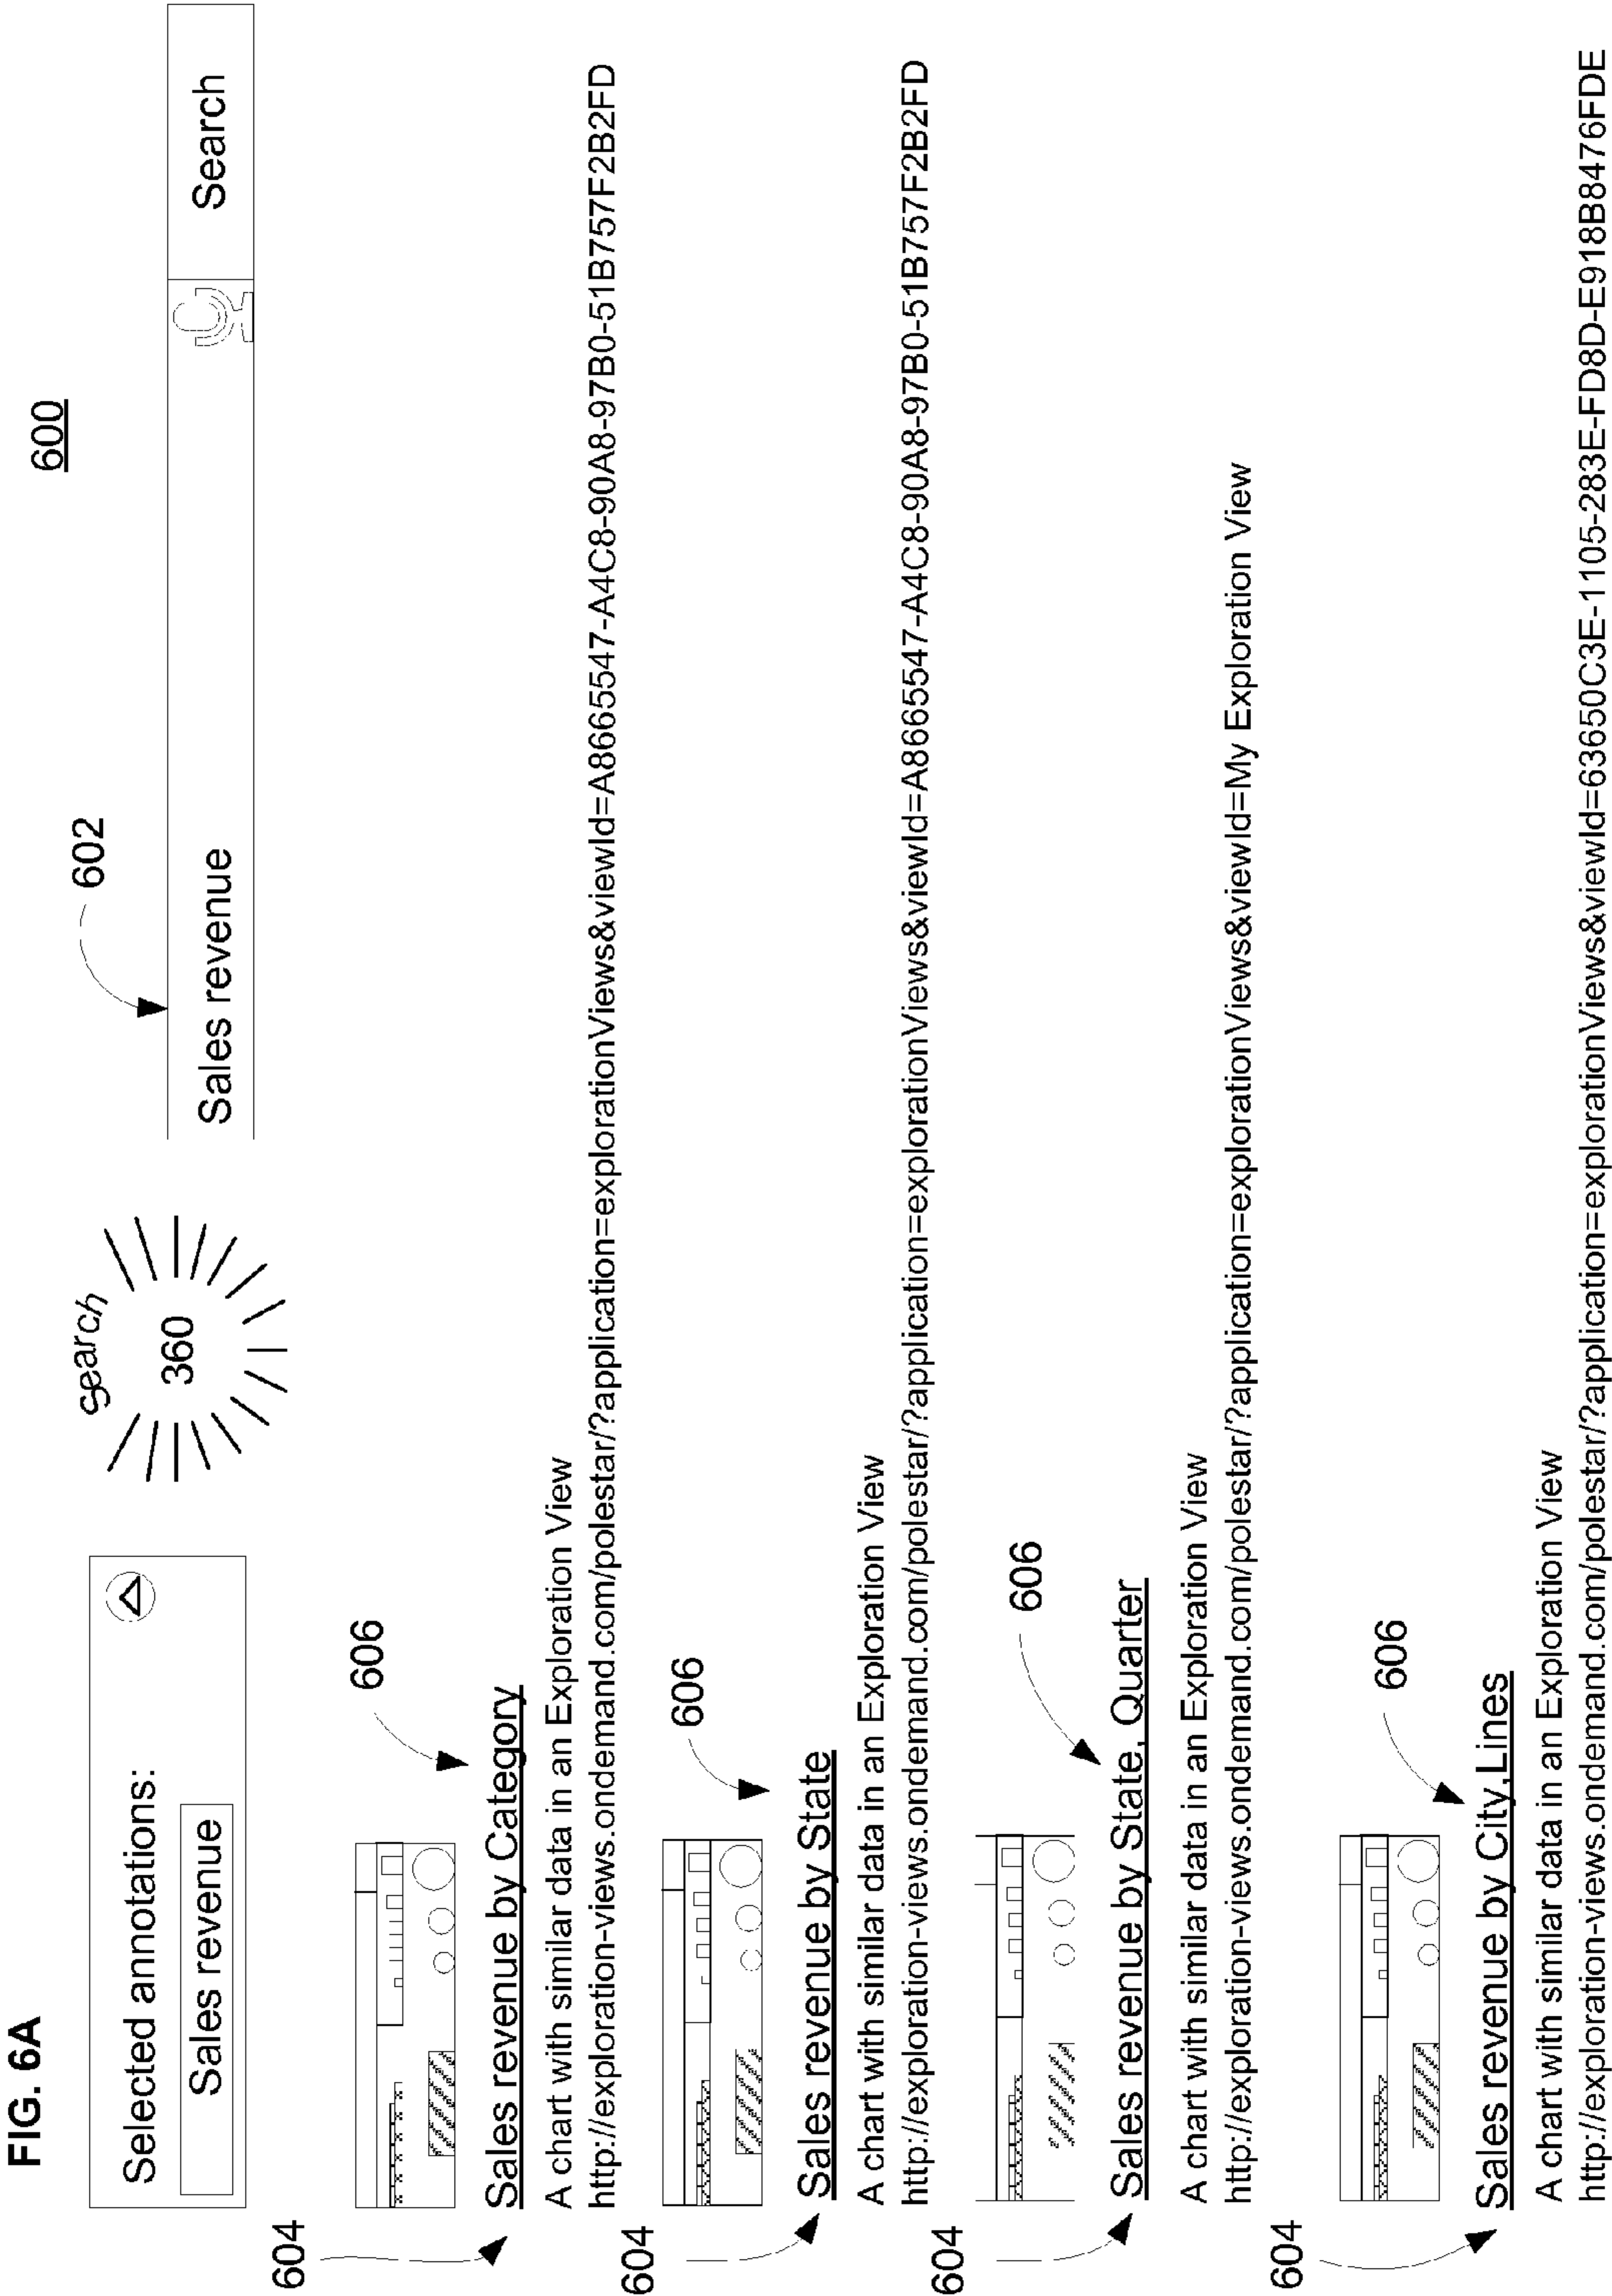 FIG. 6A
600
Selected annotations:
Sales revenue
search
360
602
Sales revenue
Search
604
606
Sales revenue by Category
A chart with similar data in an Exploration View
http://exploration-views.ondemand.com/polestar/?application=explorationViews&viewId=A8665547-A4C8-90A8-97B0-51B757F2B2FD
604
606
Sales revenue by State
A chart with similar data in an Exploration View
http://exploration-views.ondemand.com/polestar/?application=explorationViews&viewId=A8665547-A4C8-90A8-97B0-51B757F2B2FD
604
606
Sales revenue by State, Quarter
A chart with similar data in an Exploration View
http://exploration-views.ondemand.com/polestar/?application=explorationViews&viewId=My Exploration View
604
606
Sales revenue by City,Lines
A chart with similar data in an Exploration View
http://exploration-views.ondemand.com/polestar/?application=explorationViews&viewId=63650C3E-1105-283E-FD8D-E918B8476FDE